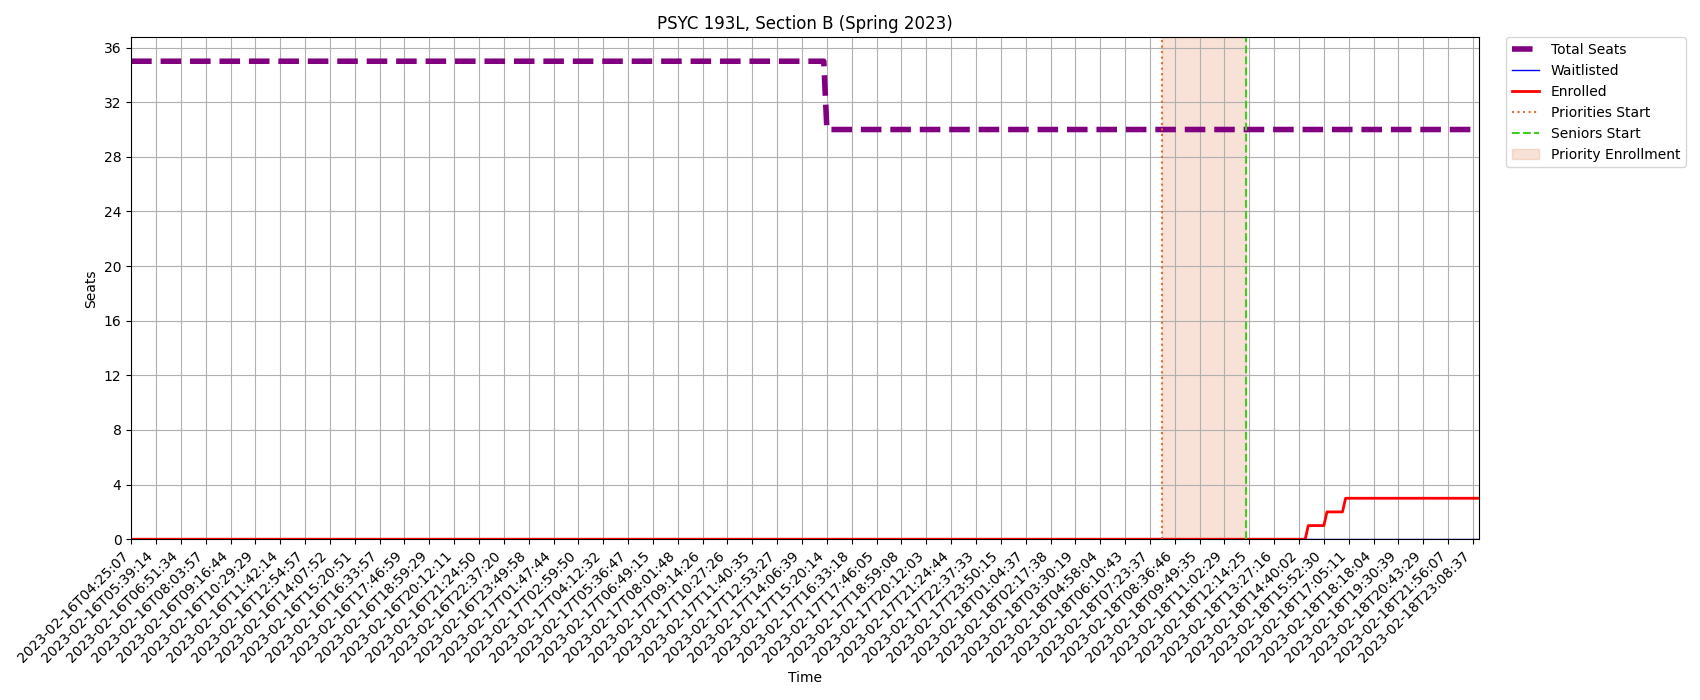 PSYC 193L, Section B (Spring 2023)
36
32
28
24
20
16
12
8
4
0
Seats
2023-02-16T04:25:07
2023-02-16T05:39:14
2023-02-16T06:51:34
2023-02-16T08:03:57
2023-02-16T09:16:44
2023-02-16T10:29:29
2023-02-16T11:42:14
2023-02-16T12:54:57
2023-02-16T14:07:52
2023-02-16T15:20:51
2023-02-16T16:33:57
2023-02-16T17:46:59
2023-02-16T18:59:29
2023-02-16T20:12:11
2023-02-16T21:24:50
2023-02-16T22:37:20
2023-02-16T23:49:58
2023-02-17T01:47:44
2023-02-17T02:59:50
2023-02-17T04:12:32
2023-02-17T05:36:47
2023-02-17T06:49:15
2023-02-17T08:01:48
2023-02-17T09:14:26
2023-02-17T10:27:26
2023-02-17T11:40:35
2023-02-17T12:53:27
2023-02-17T14:06:39
2023-02-17T15:20:14
2023-02-17T16:33:18
2023-02-17T17:46:05
2023-02-17T18:59:08
2023-02-17T20:12:03
2023-02-17T21:24:44
2023-02-17T22:37:33
2023-02-17T23:50:15
2023-02-18T01:04:37
2023-02-18T02:17:38
2023-02-18T03:30:19
2023-02-18T04:58:04
2023-02-18T06:10:43
2023-02-18T07:23:37
2023-02-18T08:36:46
2023-02-18T09:49:35
2023-02-18T11:02:29
2023-02-18T12:14:25
2023-02-18T13:27:16
2023-02-18T14:40:02
2023-02-18T15:52:30
2023-02-18T17:05:11
2023-02-18T18:18:04
2023-02-18T19:30:39
2023-02-18T20:43:29
2023-02-18T21:56:07
2023-02-18T23:08:37
Time
Total Seats
Waitlisted
Enrolled
Priorities Start
Seniors Start
Priority Enrollment